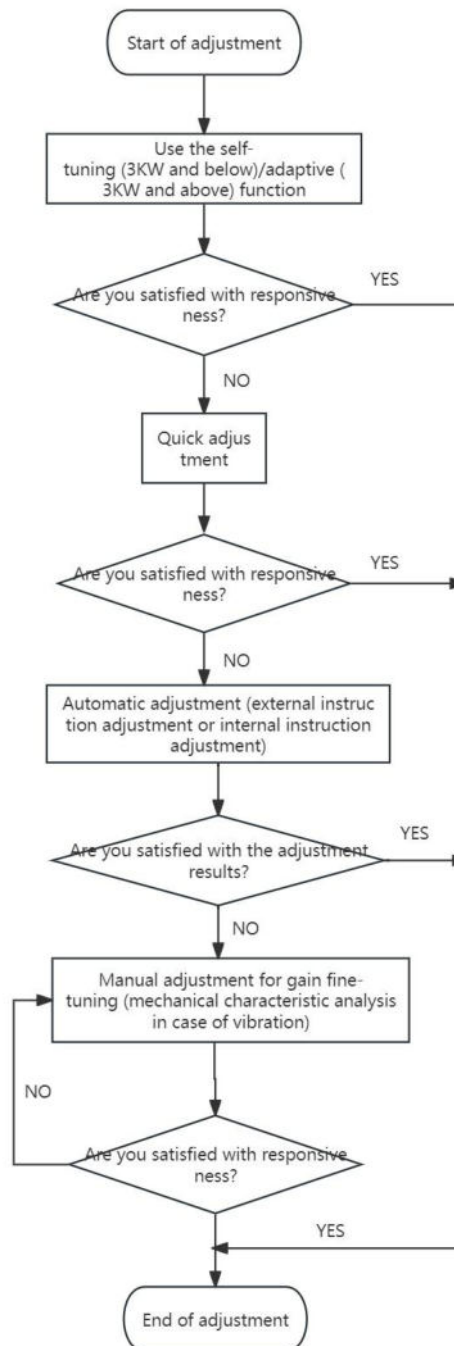 Start of adjustment
Use the self-
tuning (3KW and below)/adaptive (
3KW and above) function
Are you satisfied with responsive
ness?
YES
NO
Quick adjus
tment
Are you satisfied with responsive
ness?
YES
NO
Automatic adjustment (external instruc
tion adjustment or internal instruction
adjustment)
Are you satisfied with the adjustment
results?
YES
NO
Manual adjustment for gain fine-
tuning (mechanical characteristic analysis
in case of vibration)
NO
Are you satisfied with responsive
ness?
YES
End of adjustment